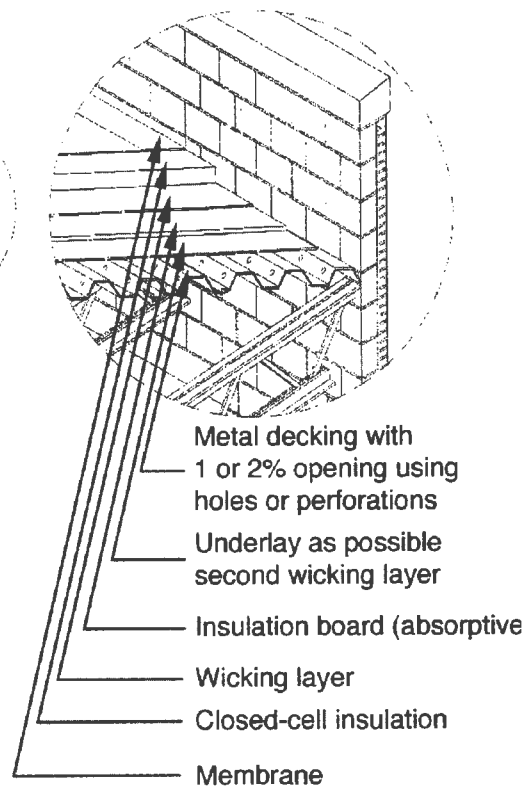 Metal decking with
1 or 2% opening using
holes or perforations
Underlay as possible
second wicking layer
Insulation board (absorptive
Wicking layer
Closed-cell insulation
Membrane